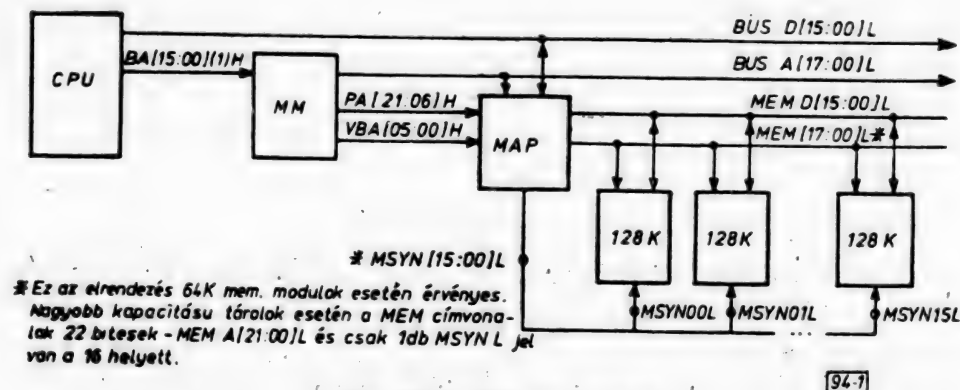 BUS D[15:00]L
CPU
BA[15:00](1)H
BUS A[17:00]L
MM
PA[21:06]H
VBA[05:00]H
MAP
MEM D[15:00]L
MEM[17:00]L*
128K
128K
128K
* MSYN[15:00]L
MSYN00L
MSYN01L
MSYN15L
* Ez az elrendezés 64K mem. modulok esetén érvényes.
Nagyobb kapacitásu tárolok esetén a MEM címvona-
lak 22 bitesek - MEM A[21:00]L és csak 1db MSYN L jel
van a 16 helyett.
94-1